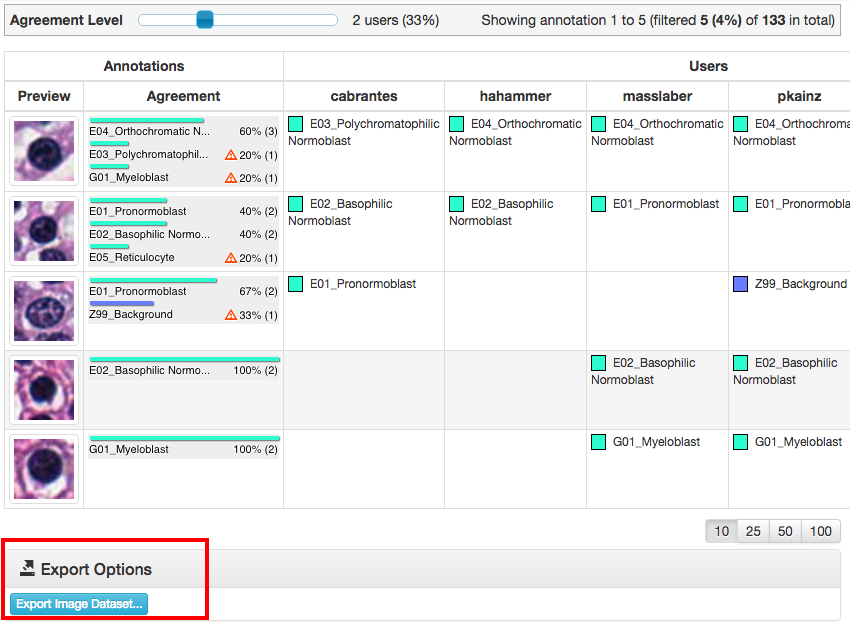 Agreement Level 2 users (33%) Showing annotation 1 to 5 (filtered 5 (4%) of 133 in total)
Annotations Users
Preview Agreement cabrantes hahammer masslaber pkainz
E04_Orthochromatic N... 60% (3)
E03_Polychromatophil... 20% (1)
G01_Myeloblast 20% (1)
E03_Polychromatophilic
Normoblast
E04_Orthochromatic
Normoblast
E04_Orthochromatic
Normoblast
E04_Orthochroma
Normoblast
E01_Pronormoblast 40% (2)
E02_Basophilic Normo... 40% (2)
E05_Reticulocyte 20% (1)
E02_Basophilic
Normoblast
E02_Basophilic
Normoblast
E01_Pronormoblast
E01_Pronormobla
E01_Pronormoblast 67% (2)
Z99_Background 33% (1)
E01_Pronormoblast
Z99_Background
E02_Basophilic Normo... 100% (2)
E02_Basophilic
Normoblast
E02_Basophilic
Normoblast
G01_Myeloblast 100% (2)
G01_Myeloblast
G01_Myeloblast
10 25 50 100
Export Options
Export Image Dataset...